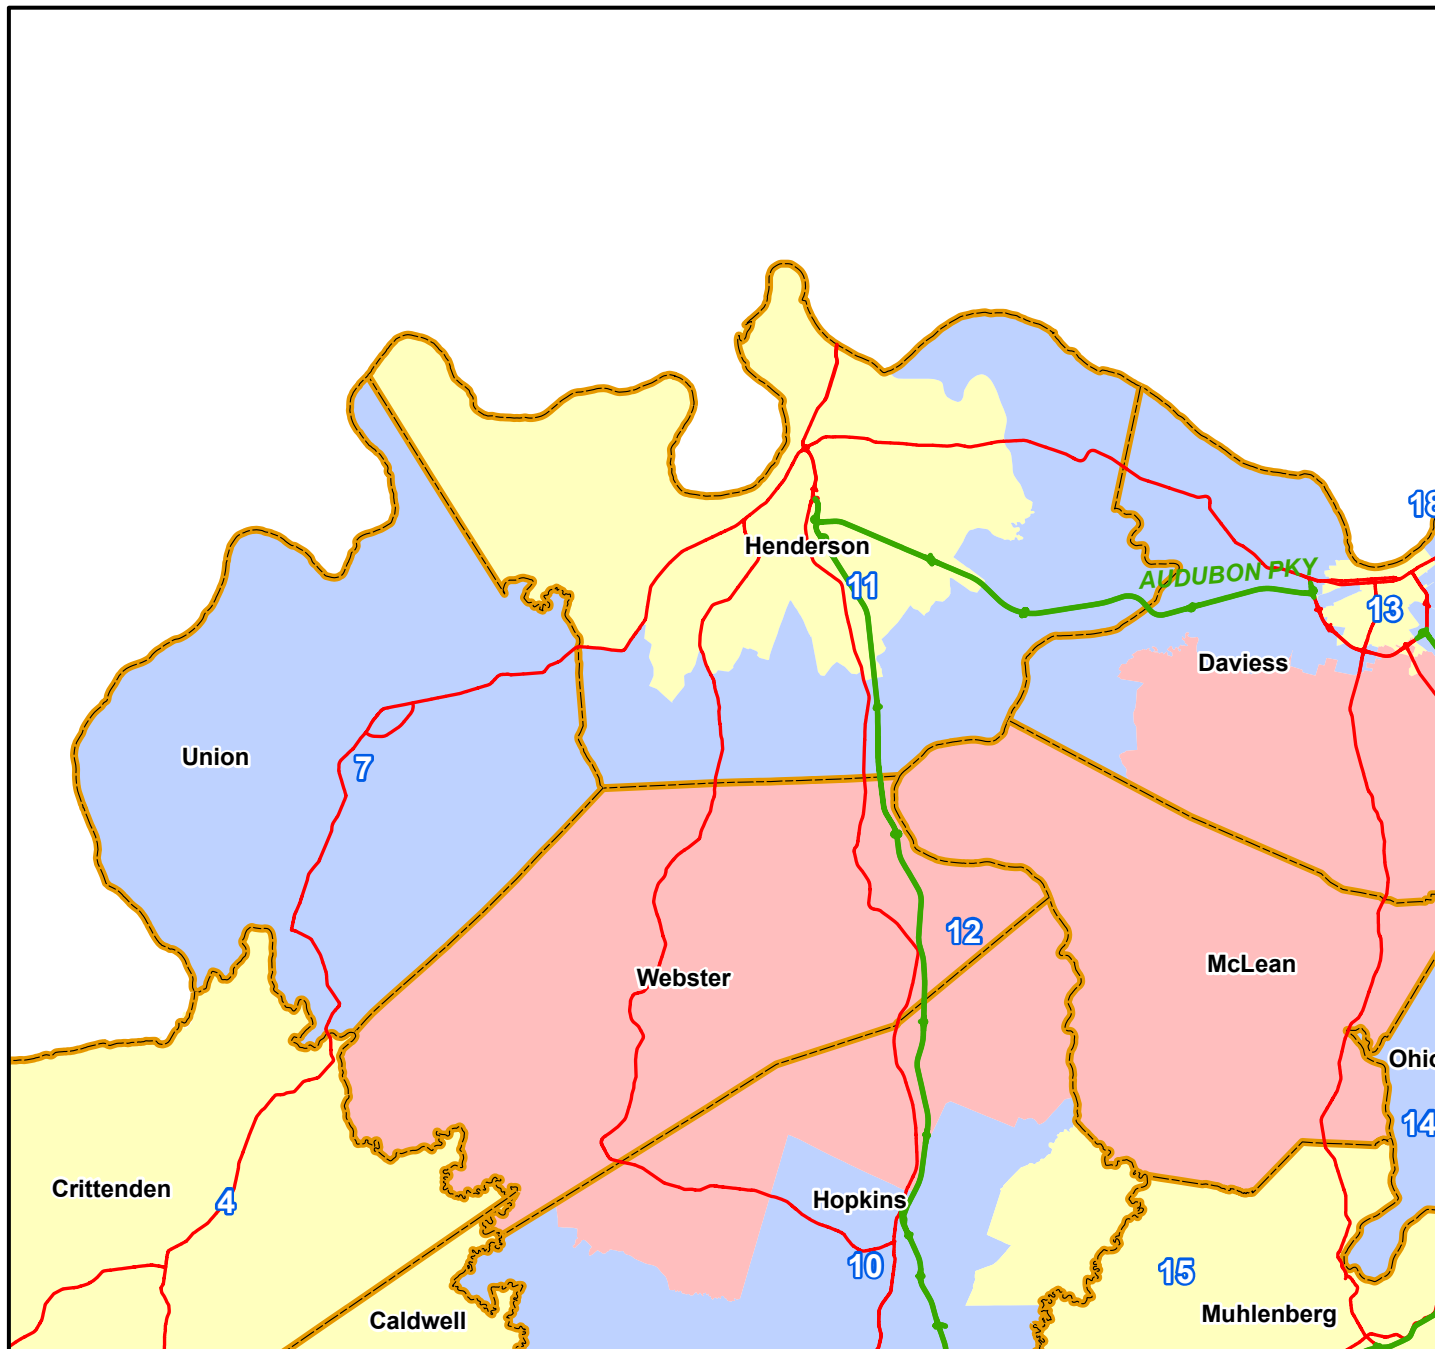 18
Henderson
11
AUDUBON PKY
13
Daviess
Union
7
12
Webster
McLean
Ohio
14
Crittenden
4
Hopkins
10
15
Caldwell
Muhlenberg